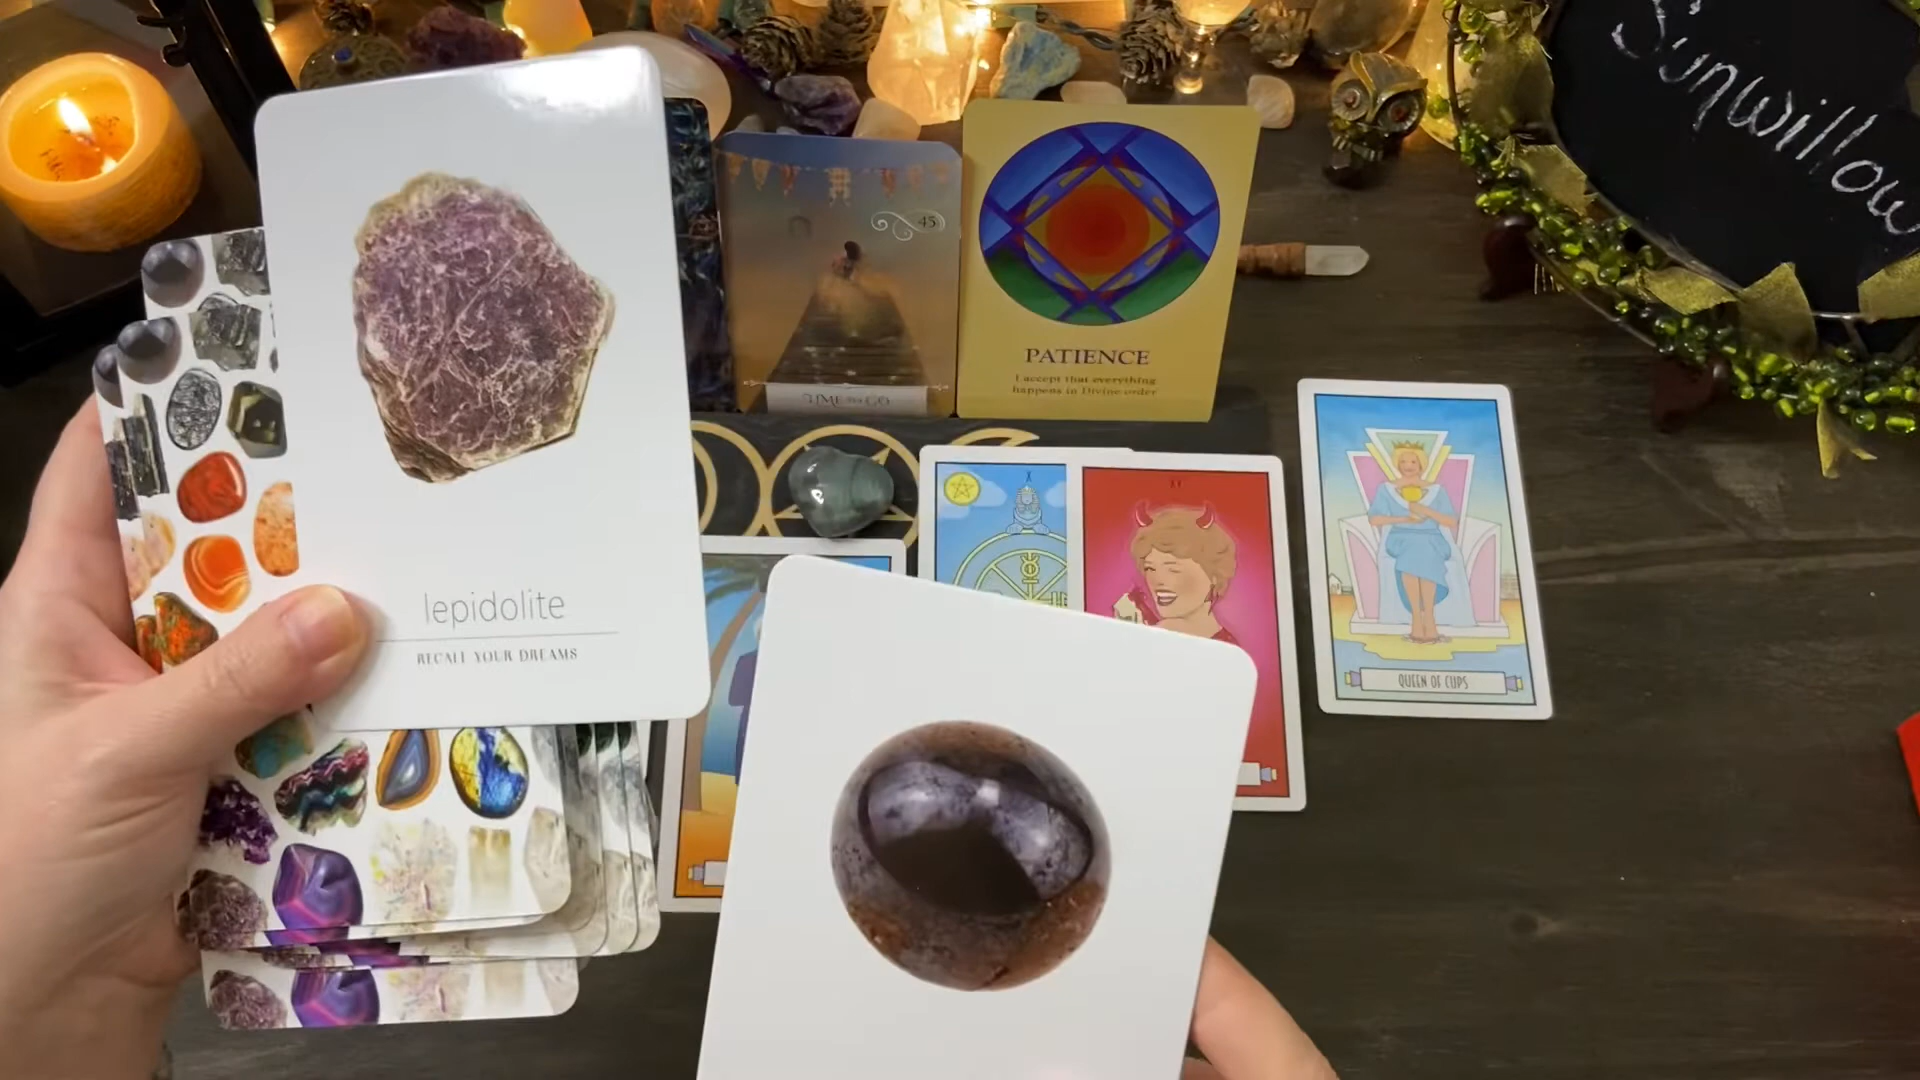 Sunwillow
45
TIME TO GO
PATIENCE
I accept that everything
happens in Divine order
X
lepidolite
RECALL YOUR DREAMS
QUEEN OF CUPS